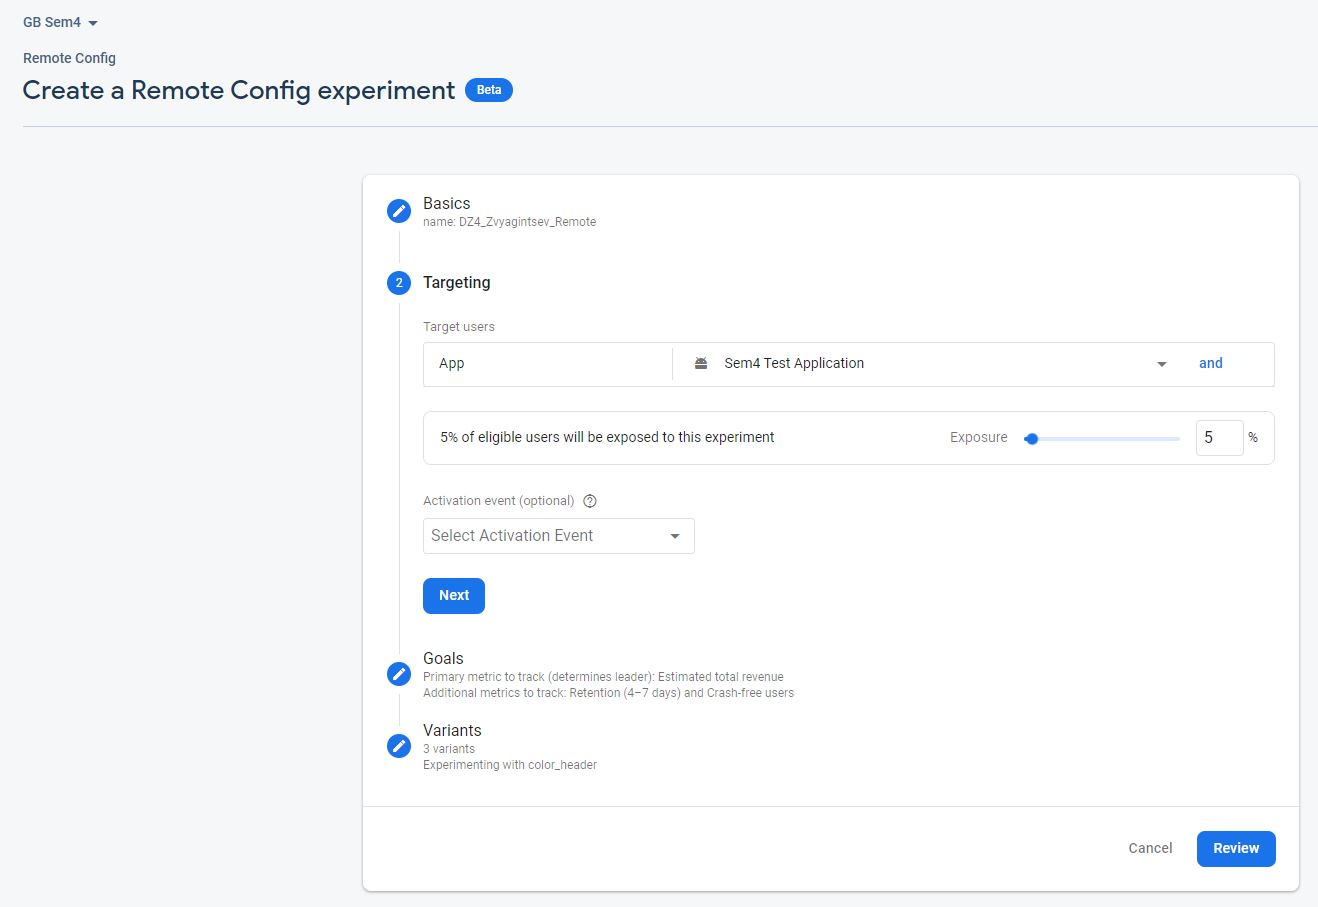 GB Sem4
Remote Config
Create a Remote Config experiment Beta
Basics
name: DZ4_Zvyagintsev_Remote
2 Targeting
Target users
App Sem4 Test Application and
5% of eligible users will be exposed to this experiment Exposure 5 %
Activation event (optional) ?
Select Activation Event
Next
Goals
Primary metric to track (determines leader): Estimated total revenue
Additional metrics to track: Retention (4–7 days) and Crash-free users
Variants
3 variants
Experimenting with color_header
Cancel Review